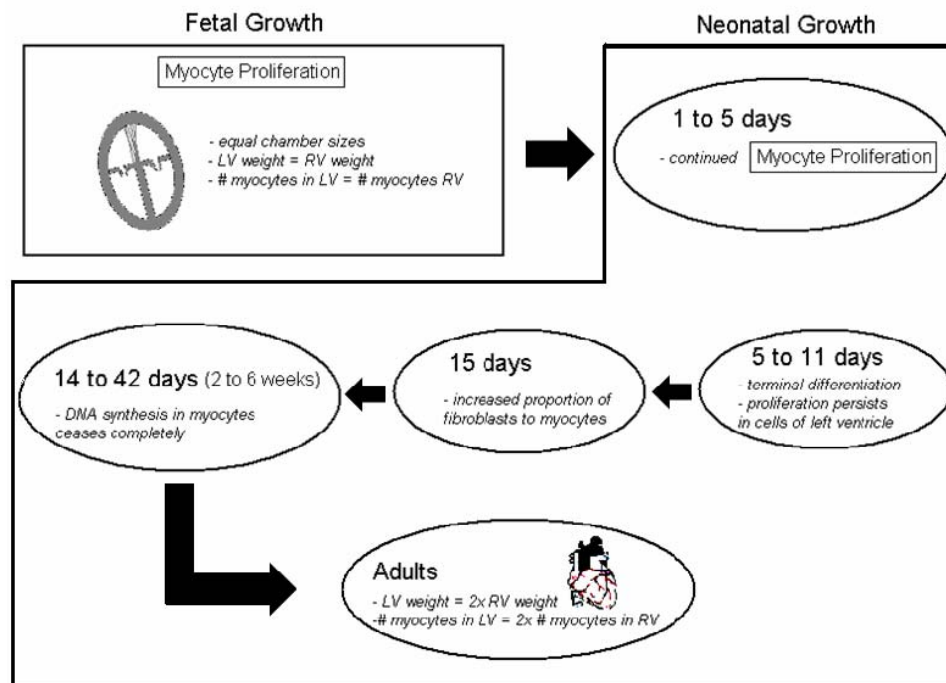 Fetal Growth
Myocyte Proliferation
- equal chamber sizes
- LV weight = RV weight
- # myocytes in LV = # myocytes RV
Neonatal Growth
1 to 5 days
- continued Myocyte Proliferation
5 to 11 days
- terminal differentiation
- proliferation persists
in cells of left ventricle
15 days
- increased proportion of
fibroblasts to myocytes
14 to 42 days (2 to 6 weeks)
- DNA synthesis in myocytes
ceases completely
Adults
- LV weight = 2x RV weight
-# myocytes in LV = 2x # myocytes in RV